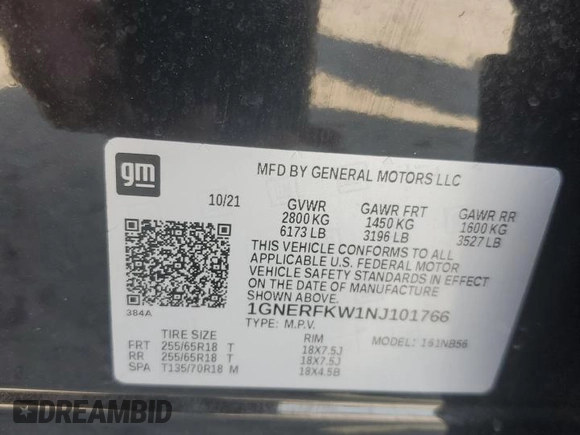 gm
MFD BY GENERAL MOTORS LLC
10/21
GVWR GAWR FRT GAWR RR
2800 KG 1450 KG 1600 KG
6173 LB 3196 LB 3527 LB
THIS VEHICLE CONFORMS TO ALL
APPLICABLE U.S. FEDERAL MOTOR
VEHICLE SAFETY STANDARDS IN EFFECT
ON THE DATE OF MANUFACTURE
SHOWN ABOVE.
384A
1GNERFKW1NJ101766
TYPE: M.P.V. MODEL: 161NB56
TIRE SIZE RIM
FRT 255/65R18 T 18X7.5J
RR 255/65R18 T 18X7.5J
SPA T135/70R18 M 18X4.5B
DREAMBID